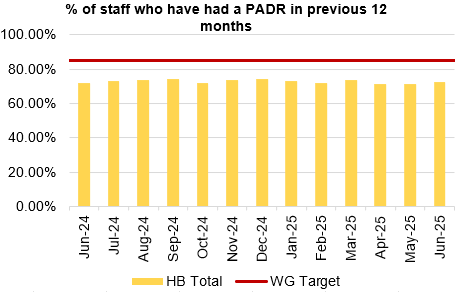 % of staff who have had a PADR in previous 12
months
100.00%
80.00%
60.00%
40.00%
20.00%
0.00%
Jun-24
Jul-24
Aug-24
Sep-24
Oct-24
Nov-24
Dec-24
Jan-25
Feb-25
Mar-25
Apr-25
May-25
Jun-25
HB Total
WG Target